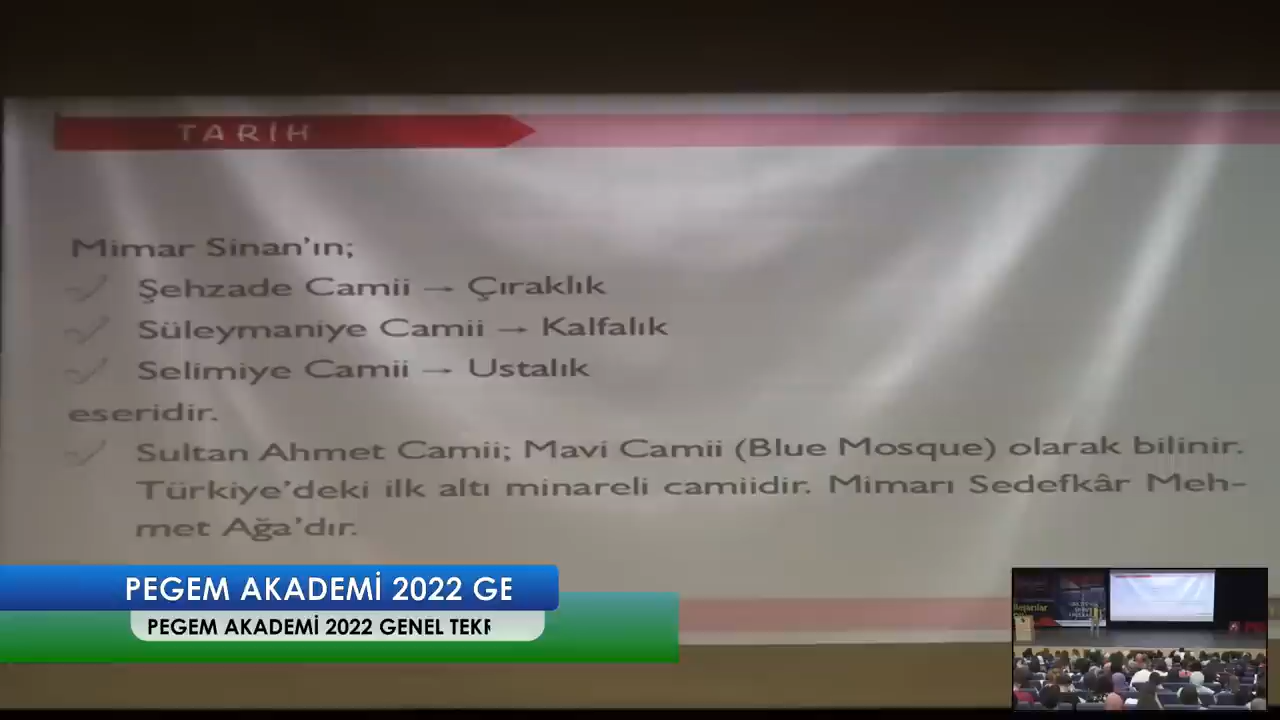 TARİH
Mimar Sinan'ın;
Şehzade Camii → Çıraklık
Süleymaniye Camii → Kalfalık
Selimiye Camii → Ustalık
eseridir.
Sultan Ahmet Camii; Mavi Camii (Blue Mosque) olarak bilinir.
Türkiye'deki ilk altı minareli camiidir. Mimarı Sedefkâr Meh-
met Ağa'dır.
PEGEM AKADEMİ 2022 GE
PEGEM AKADEMİ 2022 GENEL TEKR